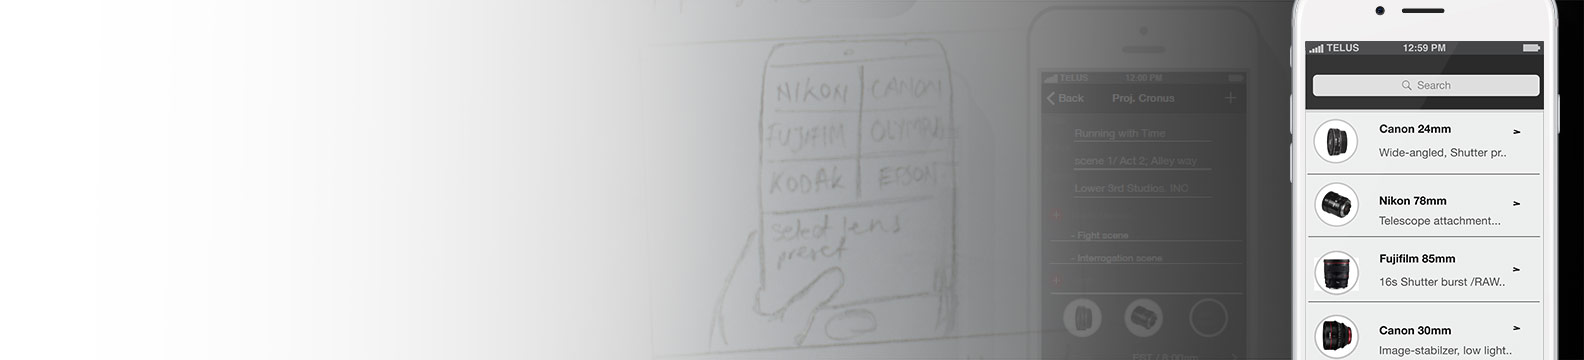 NIKON CANON
FUJIFIM OLYMPUS
KODAK EPSON
select lens
preset
TELUS 12:00 PM
Back Proj. Cronus +
Running with Time
scene 1/ Act 2; Alley way
Lower 3rd Studios, INC
+
- Fight scene
- Interrogation scene
+
TELUS 12:59 PM
Search
Canon 24mm >
Wide-angled, Shutter pr..
Nikon 78mm >
Telescope attachment...
Fujifilm 85mm >
16s Shutter burst /RAW..
Canon 30mm >
Image-stabilzer, low light..